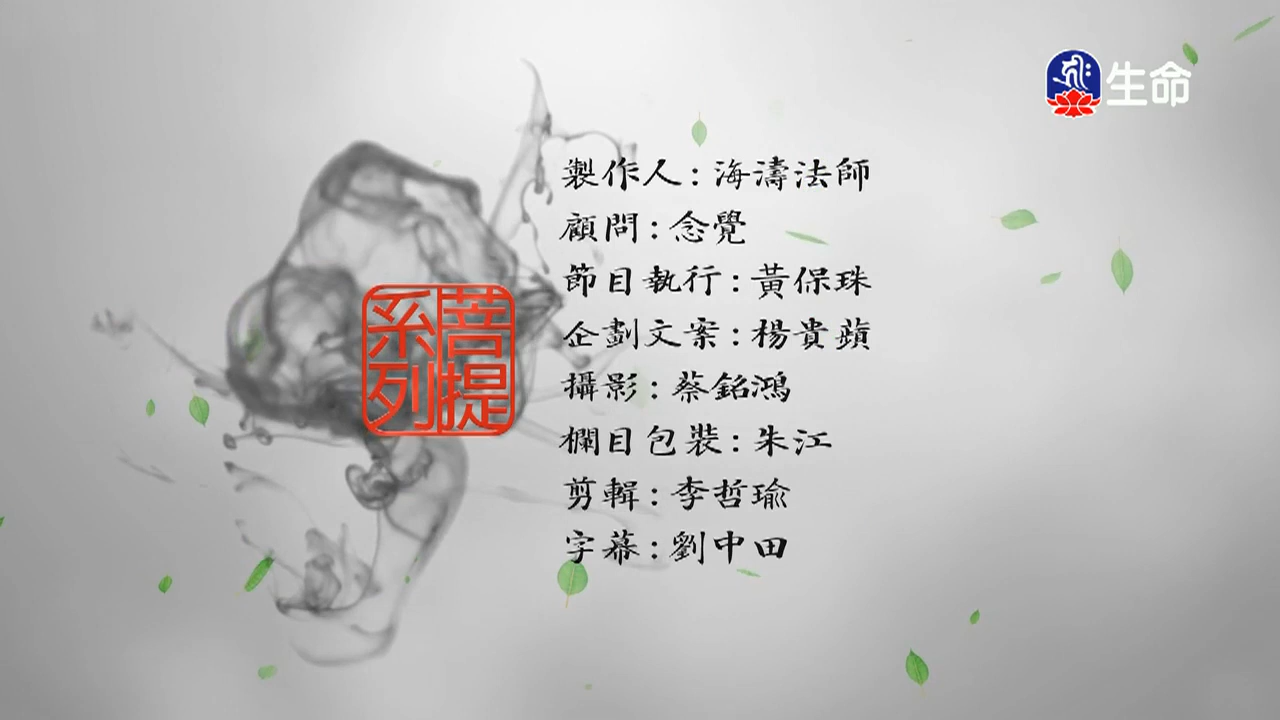 生命
製作人：海濤法師
顧問：念覺
節目執行：黃保珠
企劃文案：楊貴蘋
攝影：蔡銘鴻
欄目包裝：朱江
剪輯：李哲瑜
字幕：劉中田
菩提
系列